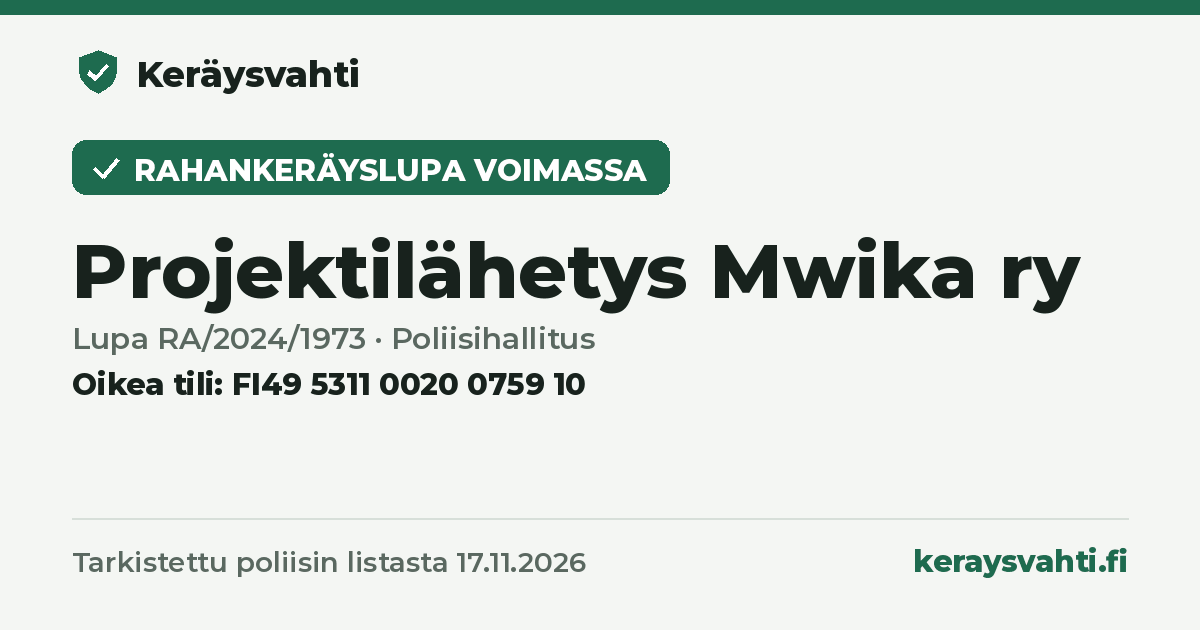 Keräysvahti
RAHANKERÄYSLUPA VOIMASSA
Projektilähetys Mwika ry
Lupa RA/2024/1973 · Poliisihallitus
Oikea tili: FI49 5311 0020 0759 10
Tarkistettu poliisin listasta 17.11.2026
keraysvahti.fi